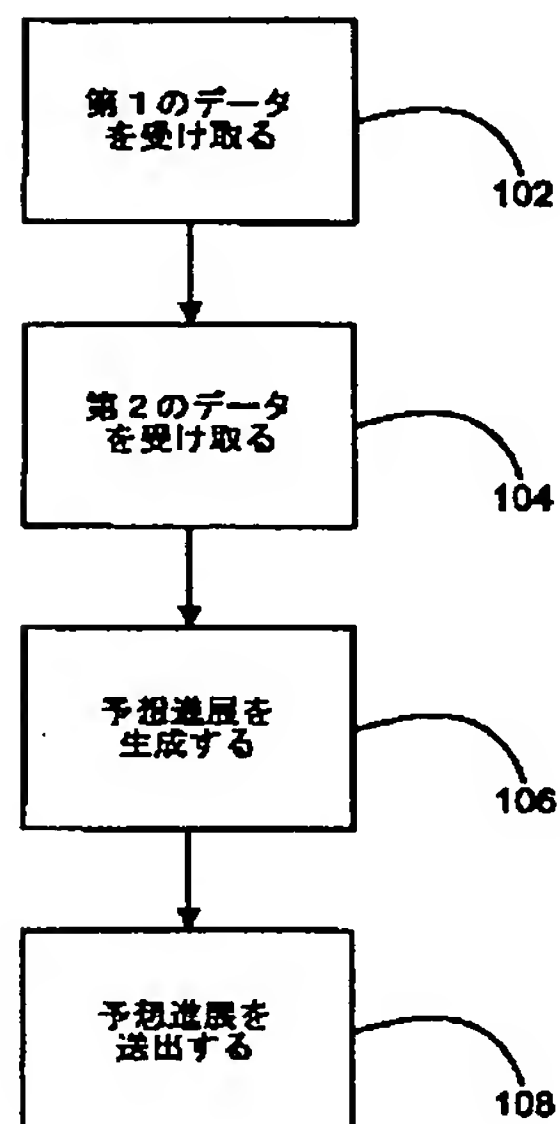 第1のデータ
を受け取る
102
第2のデータ
を受け取る
104
予想進展を
生成する
106
予想進展を
送出する
108